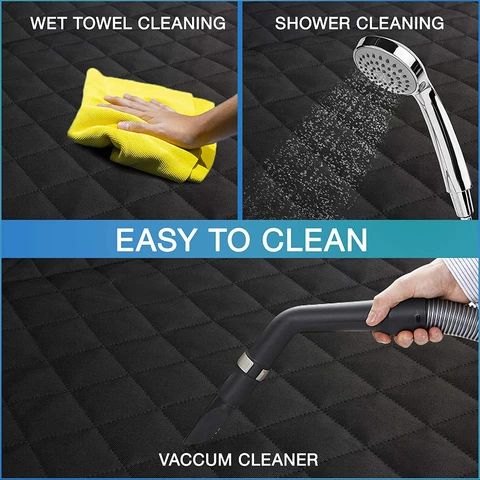 WET TOWEL CLEANING
SHOWER CLEANING
EASY TO CLEAN
VACCUM CLEANER